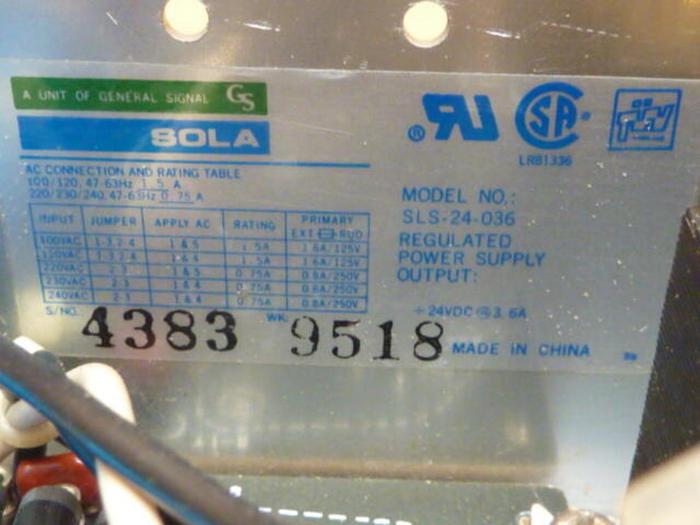 A UNIT OF GENERAL SIGNAL GS
SOLA
AC CONNECTION AND RATING TABLE
100/120, 47-63Hz 1.5 A
220/230/240, 47-63Hz 0.75 A
INPUT JUMPER APPLY AC RATING PRIMARY
EXT RUD
100VAC 1-3,2-4 1&5 1.5A 1.6A/125V
120VAC 1-3,2-4 1&4 1.5A 1.6A/125V
220VAC 2-3 1&5 0.75A 0.8A/250V
230VAC 2-3 1&4 0.75A 0.8A/250V
240VAC 2-3 1&4 0.75A 0.8A/250V
S/NO. 4383 WK. 9518
® SA ®
LR81336
MODEL NO.:
SLS-24-036
REGULATED
POWER SUPPLY
OUTPUT:
+24VDC @ 3.6A
MADE IN CHINA